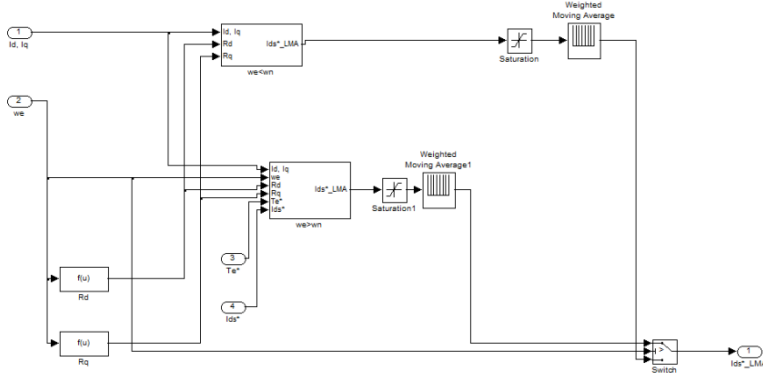 Weighted
Moving Average
1
Id, Iq
Id, Iq
Rd
Rq
Ids*_LMA
we<wn
Saturation
2
we
Weighted
Moving Average1
Id, Iq
we
Rd
Rq
Te*
Ids*
Ids*_LMA
we>wn
Saturation1
3
Te*
f(u)
Rd
4
Ids*
f(u)
Rq
>
Switch
1
Ids*_LMA